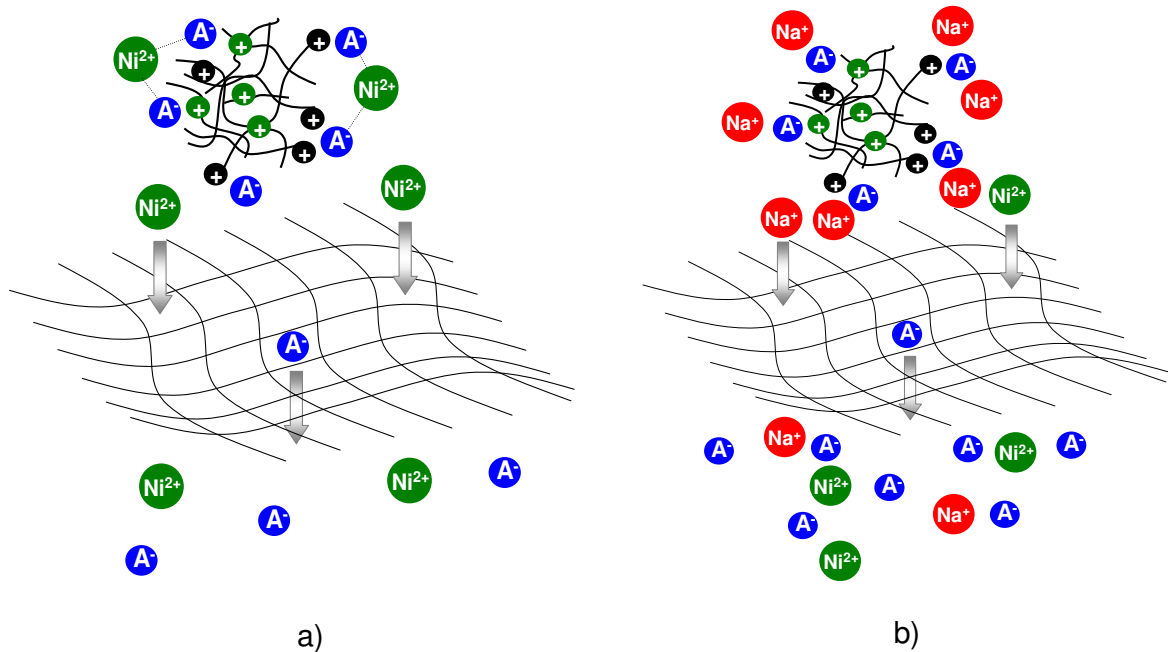 A⁻
Ni²⁺
A⁻
+
+
A⁻
Ni²⁺
+
+
+
+
+
A⁻
+
+
A⁻
Ni²⁺
Ni²⁺
A⁻
Ni²⁺
Ni²⁺
A⁻
A⁻
A⁻
a)
Na⁺
Na⁺
A⁻
+
+
A⁻
Na⁺
+
Na⁺
A⁻
+
+
+
+
+
A⁻
+
A⁻
Na⁺
Ni²⁺
Na⁺
Na⁺
A⁻
Na⁺
A⁻
A⁻
A⁻
Ni²⁺
A⁻
Ni²⁺
A⁻
A⁻
Na⁺
A⁻
Ni²⁺
b)